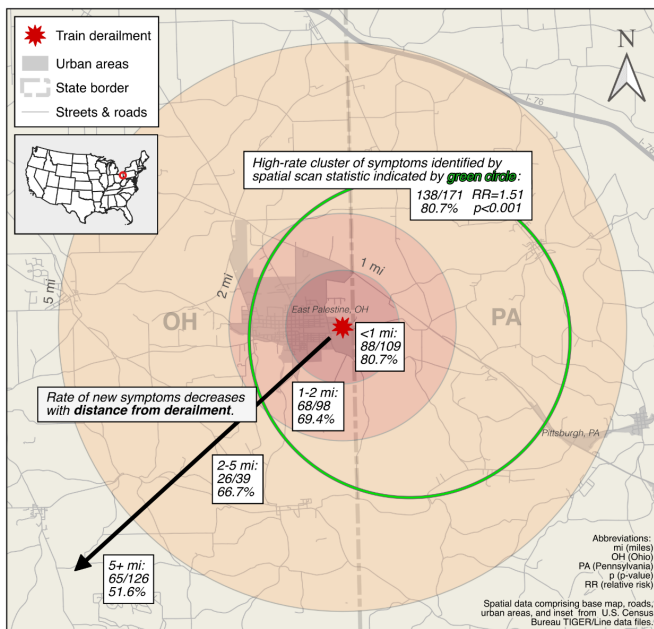 Train derailment
Urban areas
State border
Streets & roads
N
I- 76
I- 76
High-rate cluster of symptoms identified by
spatial scan statistic indicated by green circle:
138/171 RR=1.51
80.7% p<0.001
1 mi
2 mi
5 mi
OH
PA
East Palestine, OH
<1 mi:
88/109
80.7%
1-2 mi:
68/98
69.4%
Rate of new symptoms decreases
with distance from derailment.
Pittsburgh, PA
2-5 mi:
26/39
66.7%
5+ mi:
65/126
51.6%
Abbreviations:
mi (miles)
OH (Ohio)
PA (Pennsylvania)
p (p-value)
RR (relative risk)
Spatial data comprising base map, roads,
urban areas, and inset from U.S. Census
Bureau TIGER/Line data files.